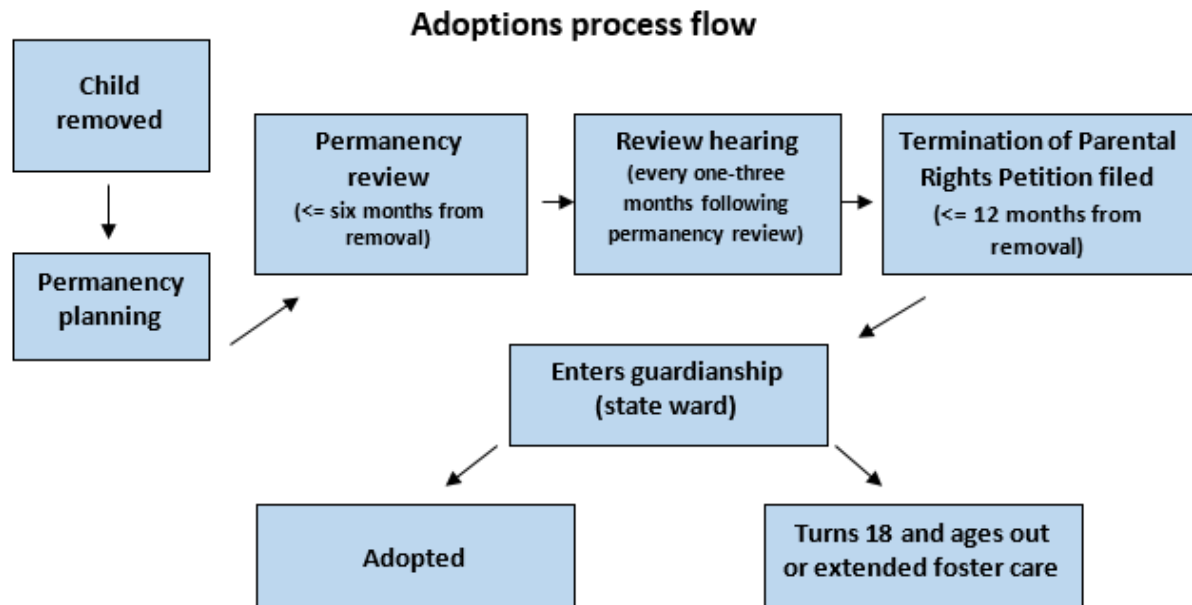 Adoptions process flow
Child
removed
Permanency
planning
Permanency
review
(<= six months from
removal)
Review hearing
(every one-three
months following
permanency review)
Termination of Parental
Rights Petition filed
(<= 12 months from
removal)
Enters guardianship
(state ward)
Adopted
Turns 18 and ages out
or extended foster care